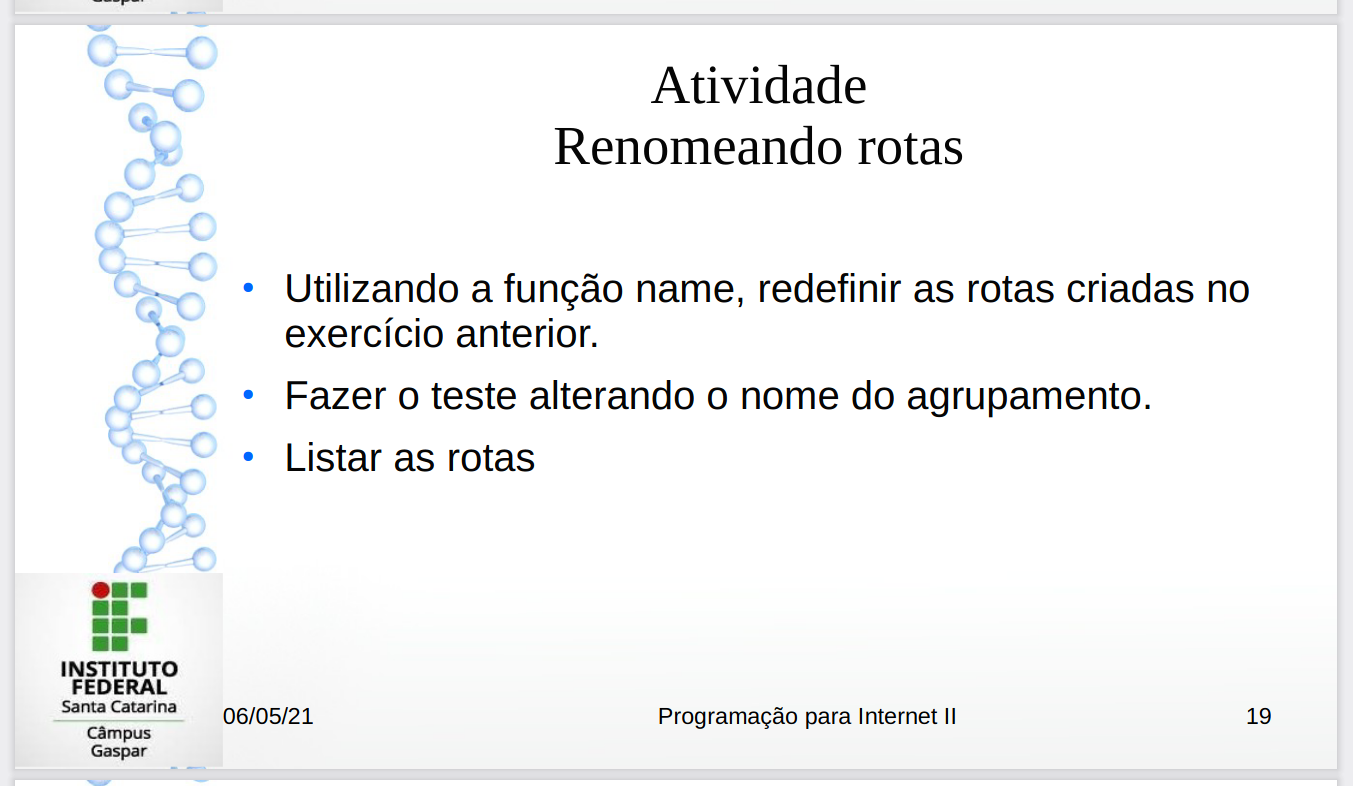 Gaspar
Atividade
Renomeando rotas
• Utilizando a função name, redefinir as rotas criadas no
exercício anterior.
• Fazer o teste alterando o nome do agrupamento.
• Listar as rotas
INSTITUTO
FEDERAL
Santa Catarina
Câmpus
Gaspar
06/05/21
Programação para Internet II
19